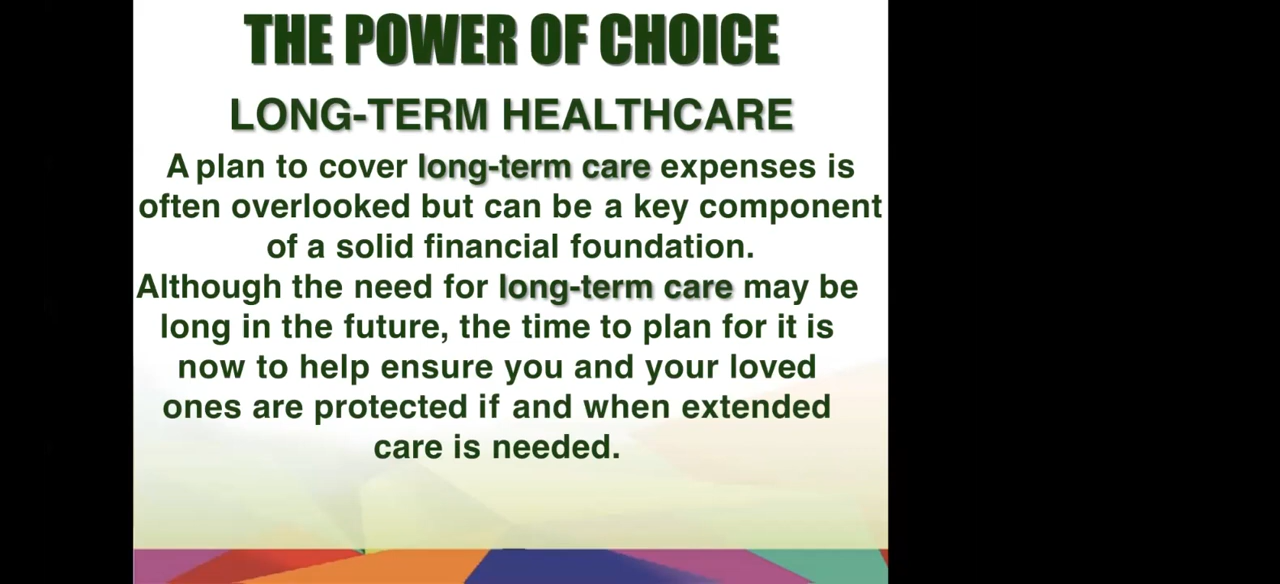 THE POWER OF CHOICE
LONG-TERM HEALTHCARE
A plan to cover long-term care expenses is
often overlooked but can be a key component
of a solid financial foundation.
Although the need for long-term care may be
long in the future, the time to plan for it is
now to help ensure you and your loved
ones are protected if and when extended
care is needed.